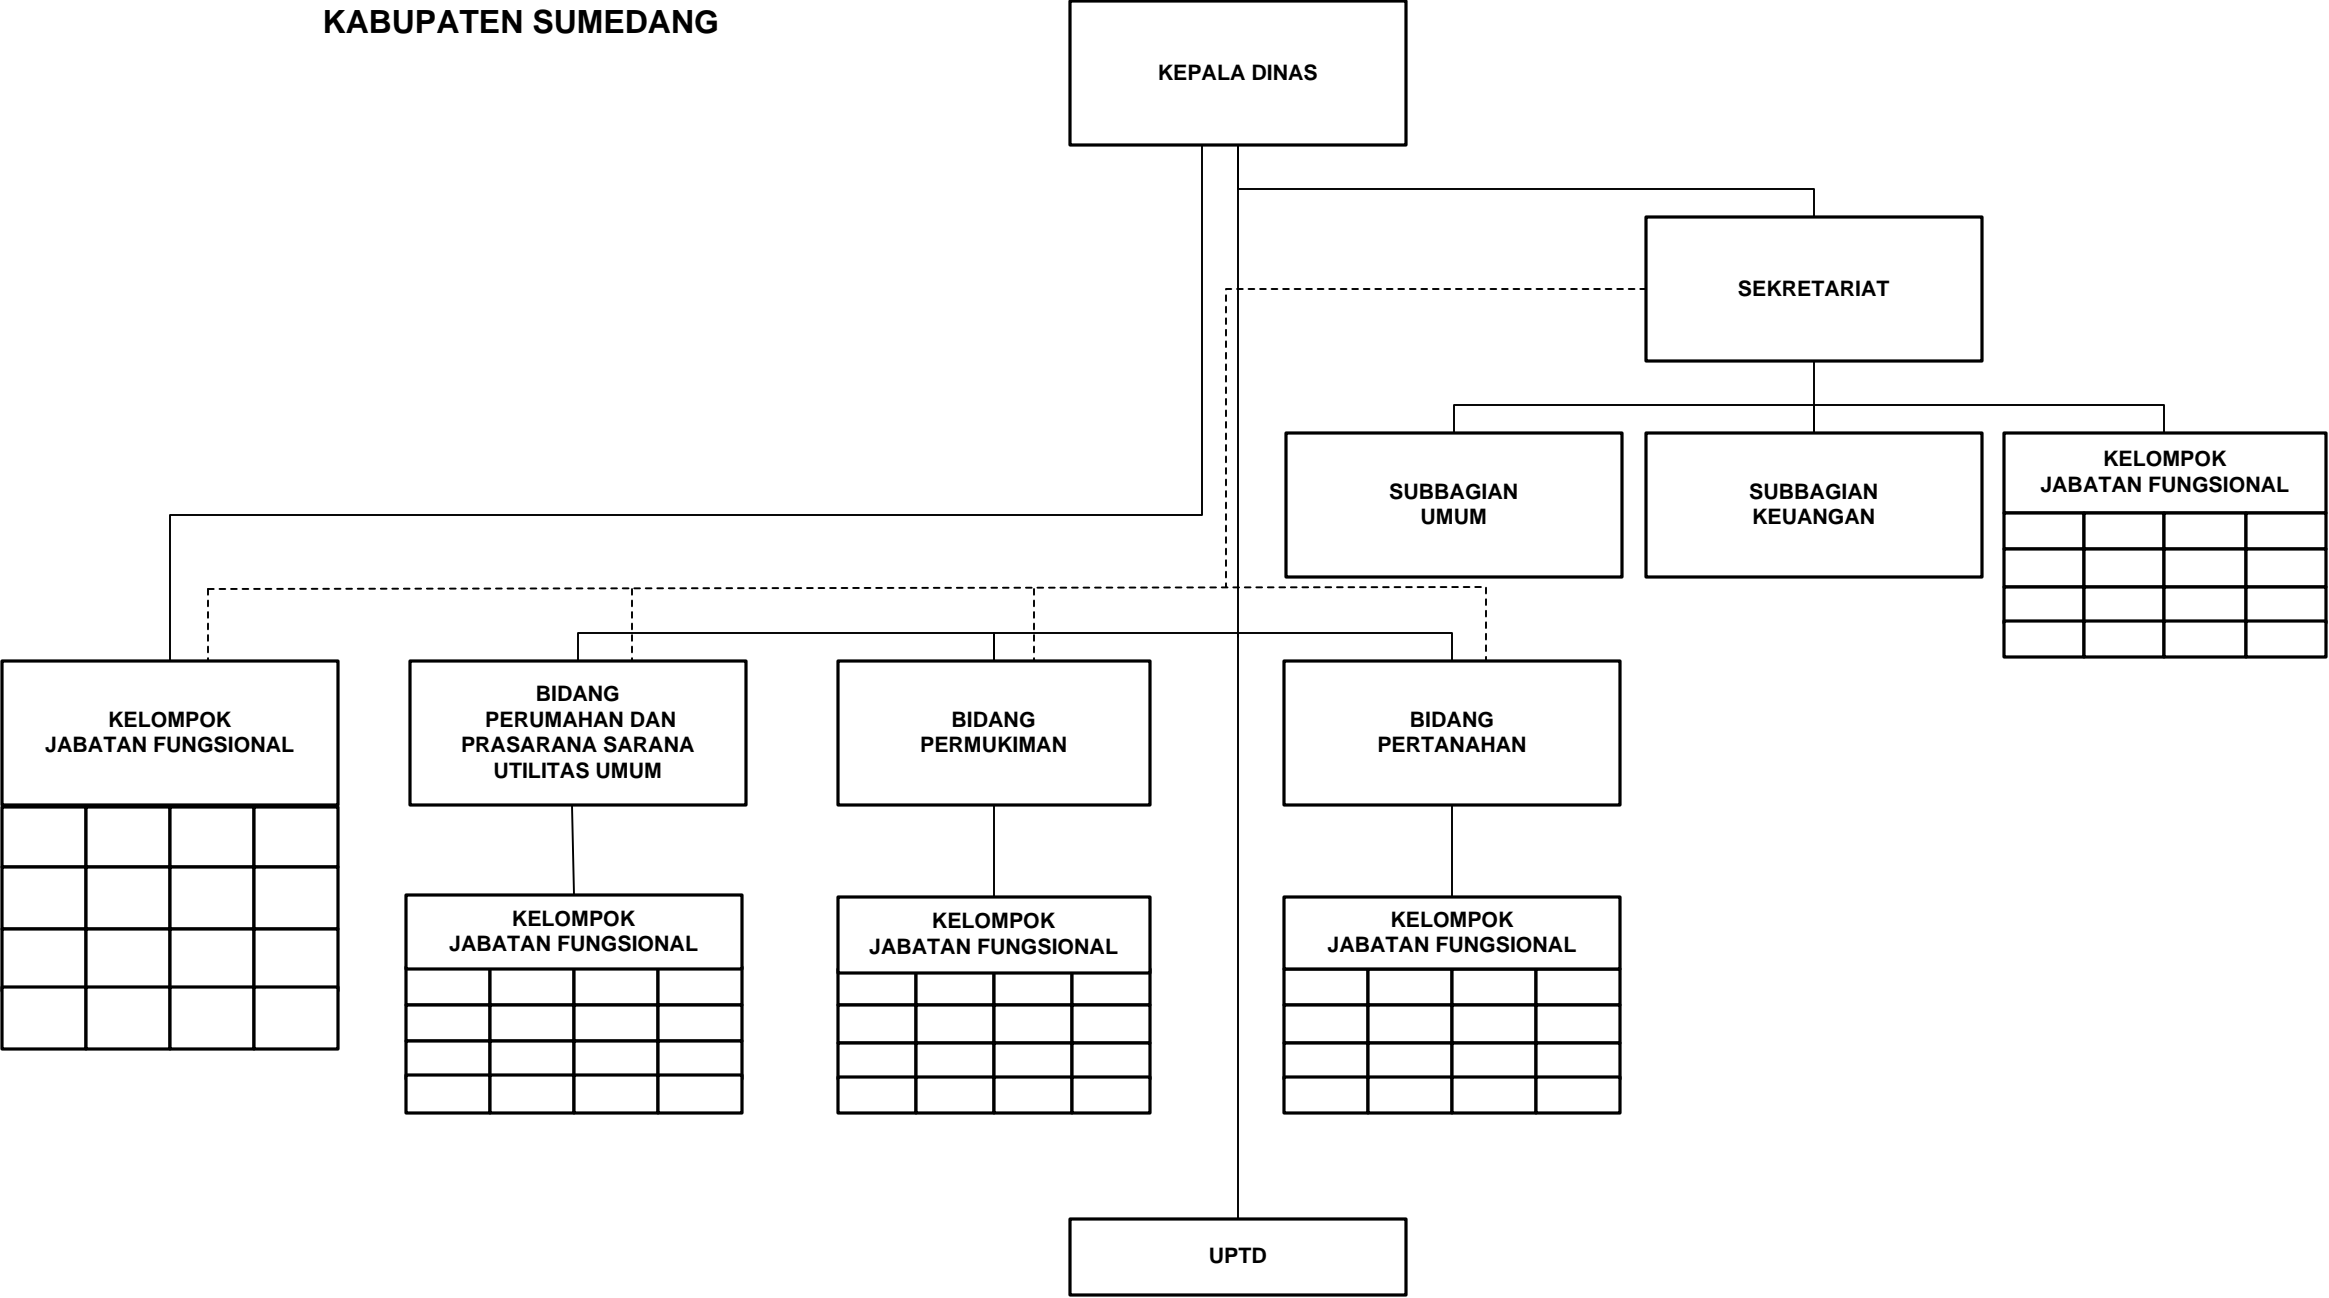 KABUPATEN SUMEDANG
KEPALA DINAS
SEKRETARIAT
SUBBAGIAN
UMUM
SUBBAGIAN
KEUANGAN
KELOMPOK
JABATAN FUNGSIONAL
KELOMPOK
JABATAN FUNGSIONAL
BIDANG
PERUMAHAN DAN
PRASARANA SARANA
UTILITAS UMUM
BIDANG
PERMUKIMAN
BIDANG
PERTANAHAN
KELOMPOK
JABATAN FUNGSIONAL
KELOMPOK
JABATAN FUNGSIONAL
KELOMPOK
JABATAN FUNGSIONAL
UPTD